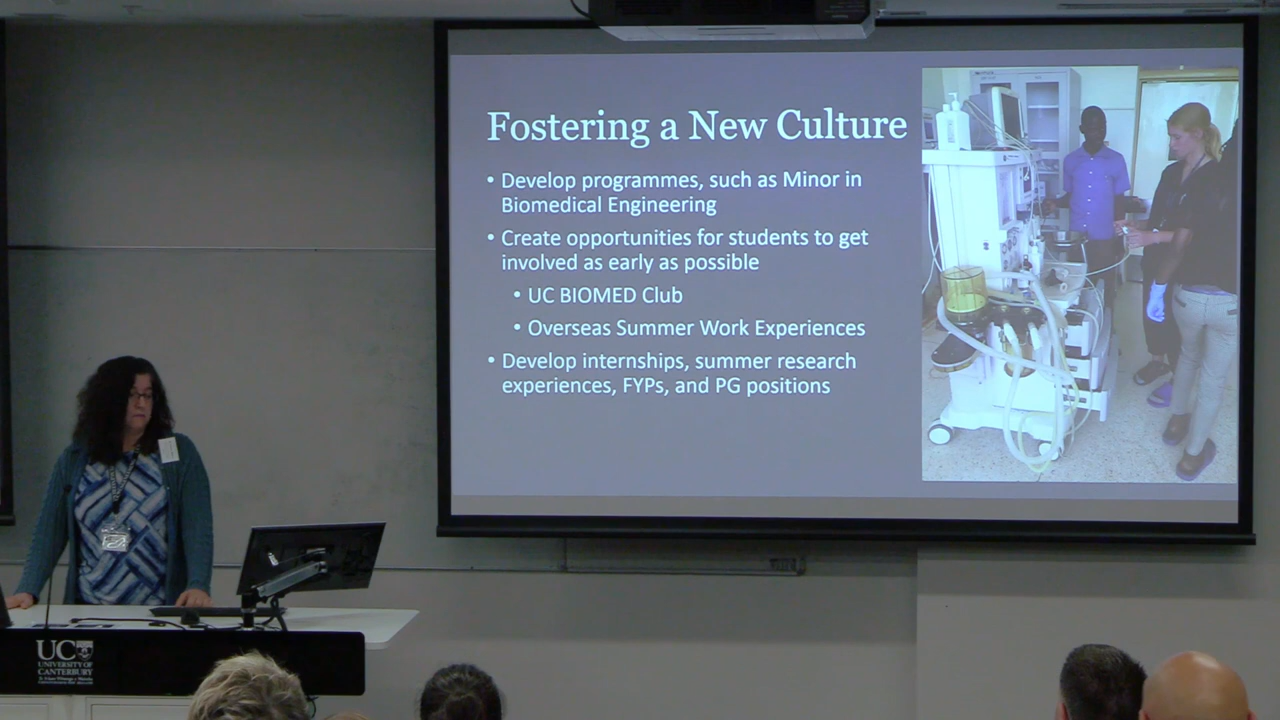 Fostering a New Culture
• Develop programmes, such as Minor in
Biomedical Engineering
• Create opportunities for students to get
involved as early as possible
• UC BIOMED Club
• Overseas Summer Work Experiences
• Develop internships, summer research
experiences, FYPs, and PG positions
UC
UNIVERSITY OF
CANTERBURY